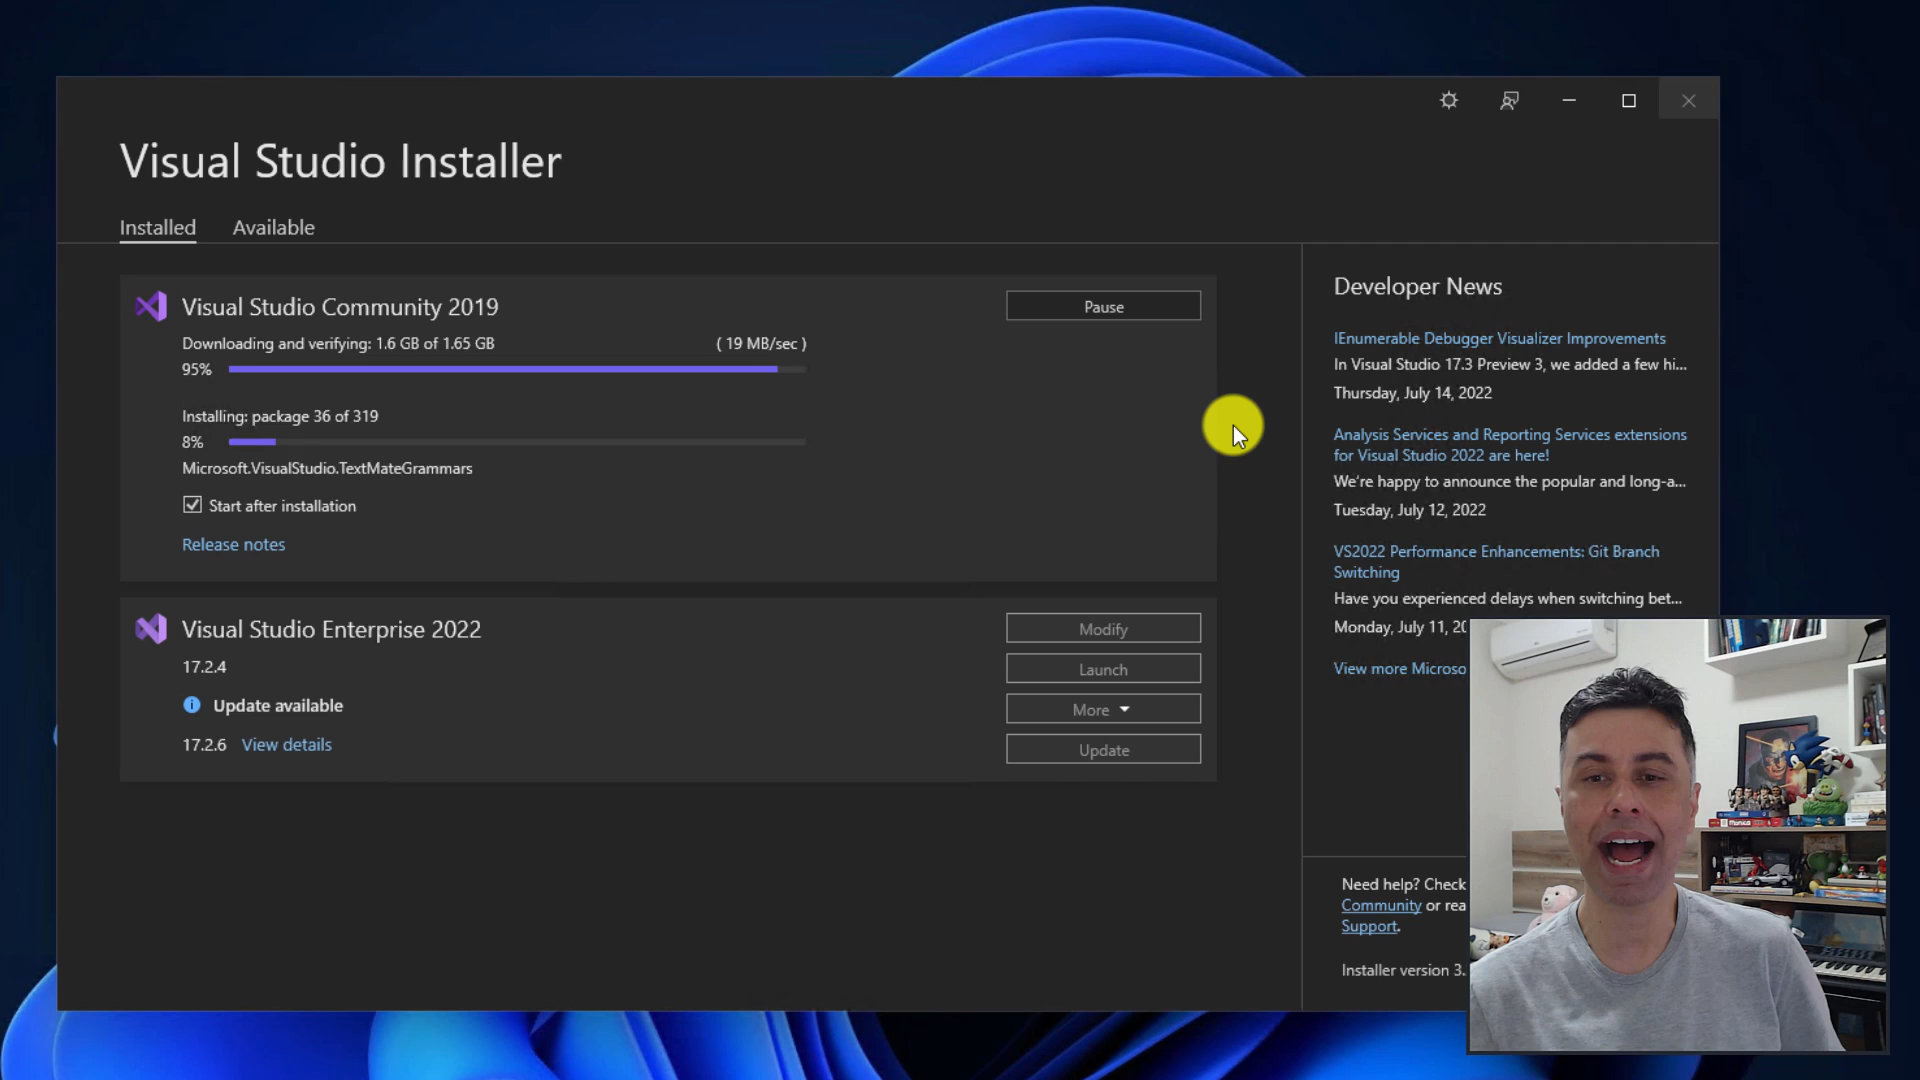 Visual Studio Installer
Installed Available
Visual Studio Community 2019
Pause
Downloading and verifying: 1.6 GB of 1.65 GB ( 19 MB/sec )
95%
Installing: package 36 of 319
8%
Microsoft.VisualStudio.TextMateGrammars
Start after installation
Release notes
Visual Studio Enterprise 2022
Modify
17.2.4
Launch
Update available
More
17.2.6 View details
Update
Developer News
IEnumerable Debugger Visualizer Improvements
In Visual Studio 17.3 Preview 3, we added a few hi...
Thursday, July 14, 2022
Analysis Services and Reporting Services extensions
for Visual Studio 2022 are here!
We're happy to announce the popular and long-a...
Tuesday, July 12, 2022
VS2022 Performance Enhancements: Git Branch
Switching
Have you experienced delays when switching bet...
Monday, July 11, 20
View more Microso
Need help? Check
Community or rea
Support.
Installer version 3.